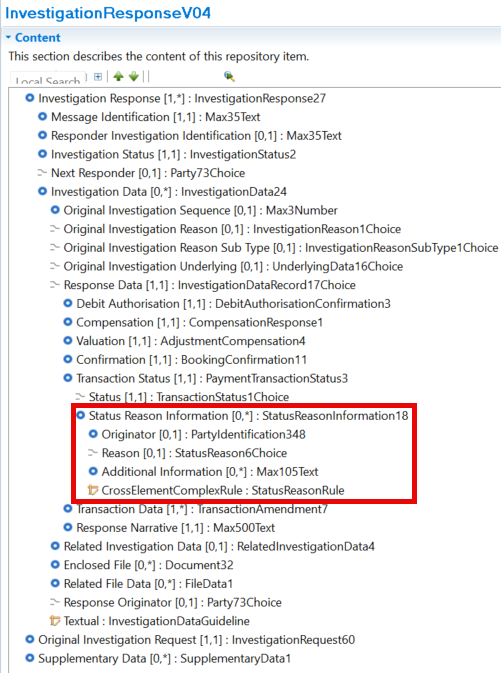 InvestigationResponseV04
Content
This section describes the content of this repository item.
Local Search
Investigation Response [1,*] : InvestigationResponse27
Message Identification [1,1] : Max35Text
Responder Investigation Identification [0,1] : Max35Text
Investigation Status [1,1] : InvestigationStatus2
Next Responder [0,1] : Party73Choice
Investigation Data [0,*] : InvestigationData24
Original Investigation Sequence [0,1] : Max3Number
Original Investigation Reason [0,1] : InvestigationReason1Choice
Original Investigation Reason Sub Type [0,1] : InvestigationReasonSubType1Choice
Original Investigation Underlying [0,1] : UnderlyingData16Choice
Response Data [1,1] : InvestigationDataRecord17Choice
Debit Authorisation [1,1] : DebitAuthorisationConfirmation3
Compensation [1,1] : CompensationResponse1
Valuation [1,1] : AdjustmentCompensation4
Confirmation [1,1] : BookingConfirmation11
Transaction Status [1,1] : PaymentTransactionStatus3
Status [1,1] : TransactionStatus1Choice
Status Reason Information [0,*] : StatusReasonInformation18
Originator [0,1] : PartyIdentification348
Reason [0,1] : StatusReason6Choice
Additional Information [0,*] : Max105Text
CrossElementComplexRule : StatusReasonRule
Transaction Data [1,*] : TransactionAmendment7
Response Narrative [1,1] : Max500Text
Related Investigation Data [0,1] : RelatedInvestigationData4
Enclosed File [0,*] : Document32
Related File Data [0,*] : FileData1
Response Originator [0,1] : Party73Choice
Textual : InvestigationDataGuideline
Original Investigation Request [1,1] : InvestigationRequest60
Supplementary Data [0,*] : SupplementaryData1